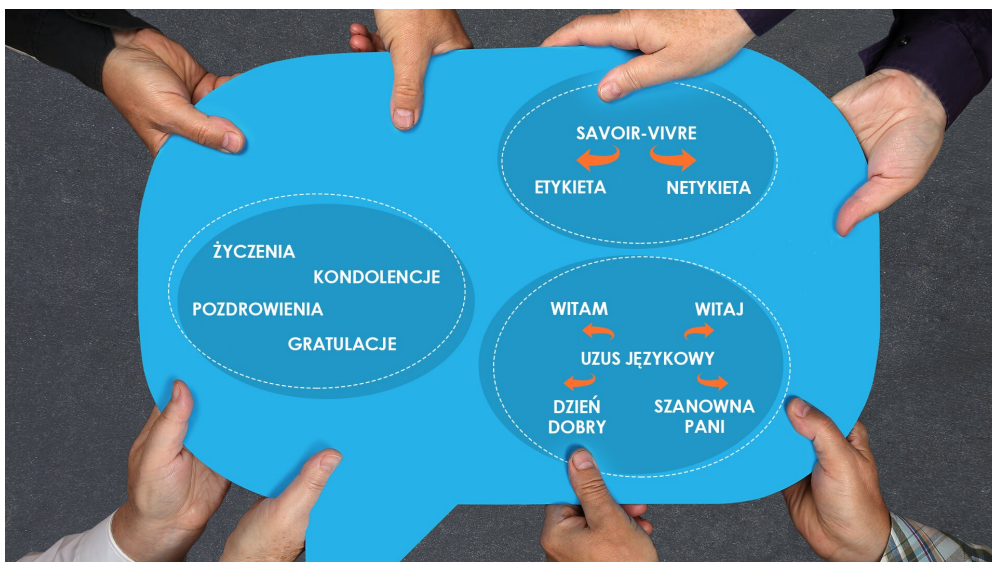 SAVOIR-VIVRE
ETYKIETA
NETYKIETA
ŻYCZENIA
KONDOLENCJE
POZDROWIENIA
GRATULACJE
WITAM
WITAJ
UZUS JĘZYKOWY
DZIEŃ
DOBRY
SZANOWNA
PANI